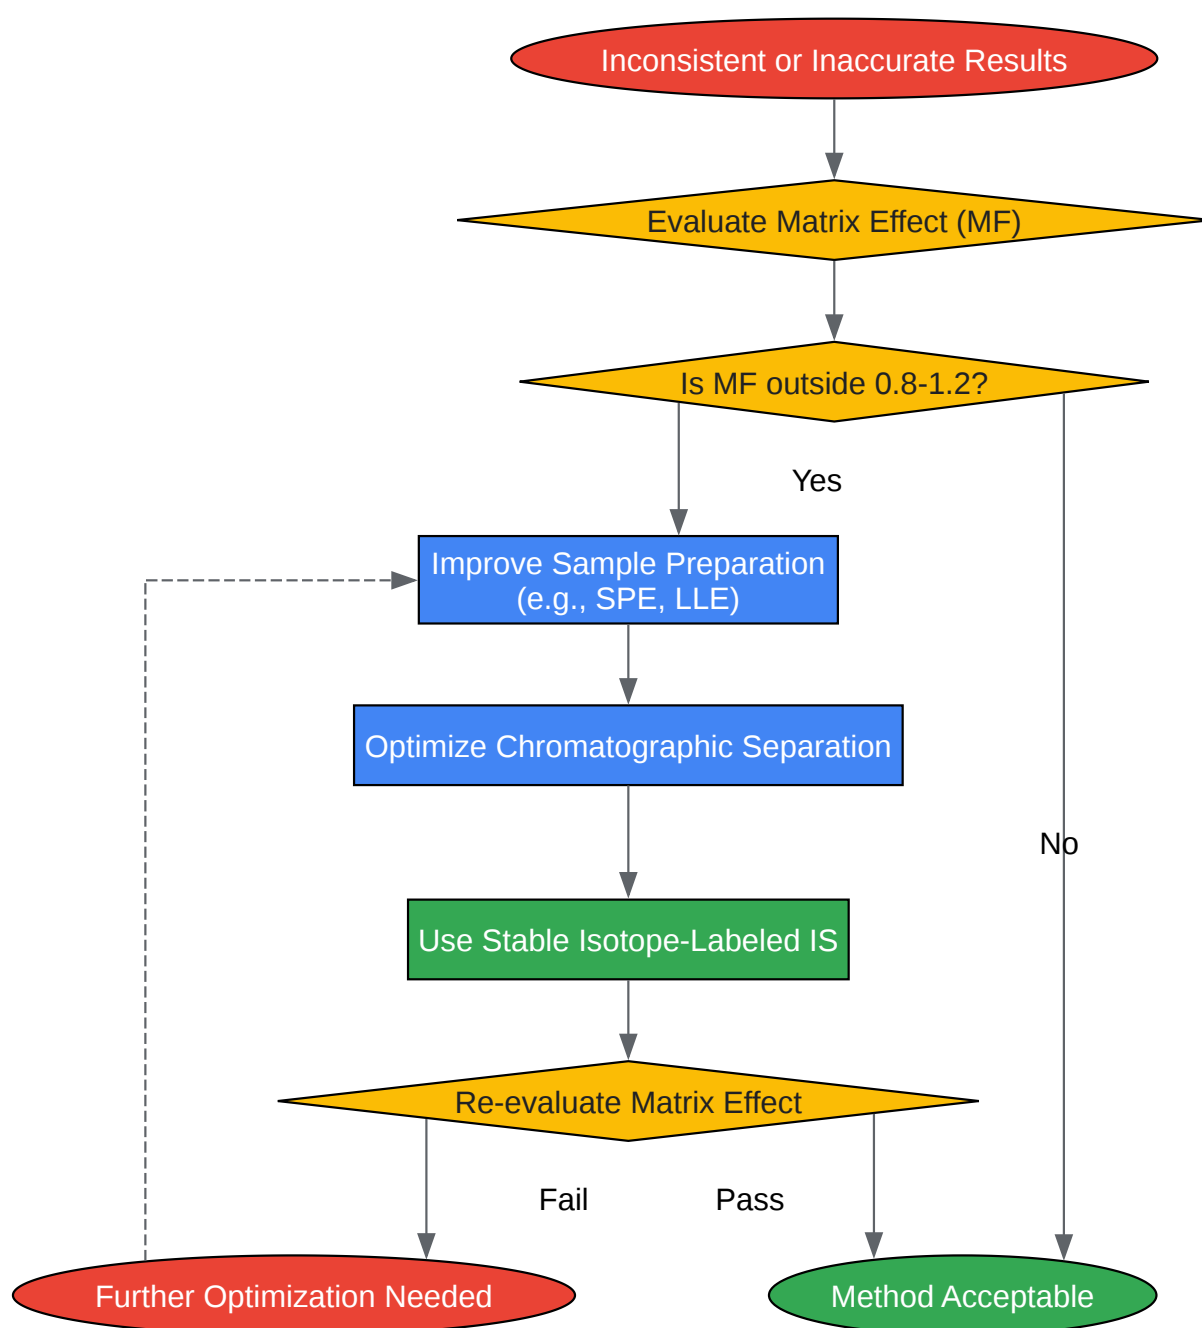 Inconsistent or Inaccurate Results
Evaluate Matrix Effect (MF)
Is MF outside 0.8-1.2?
Yes
Improve Sample Preparation
(e.g., SPE, LLE)
Optimize Chromatographic Separation
No
Use Stable Isotope-Labeled IS
Re-evaluate Matrix Effect
Fail
Pass
Further Optimization Needed
Method Acceptable